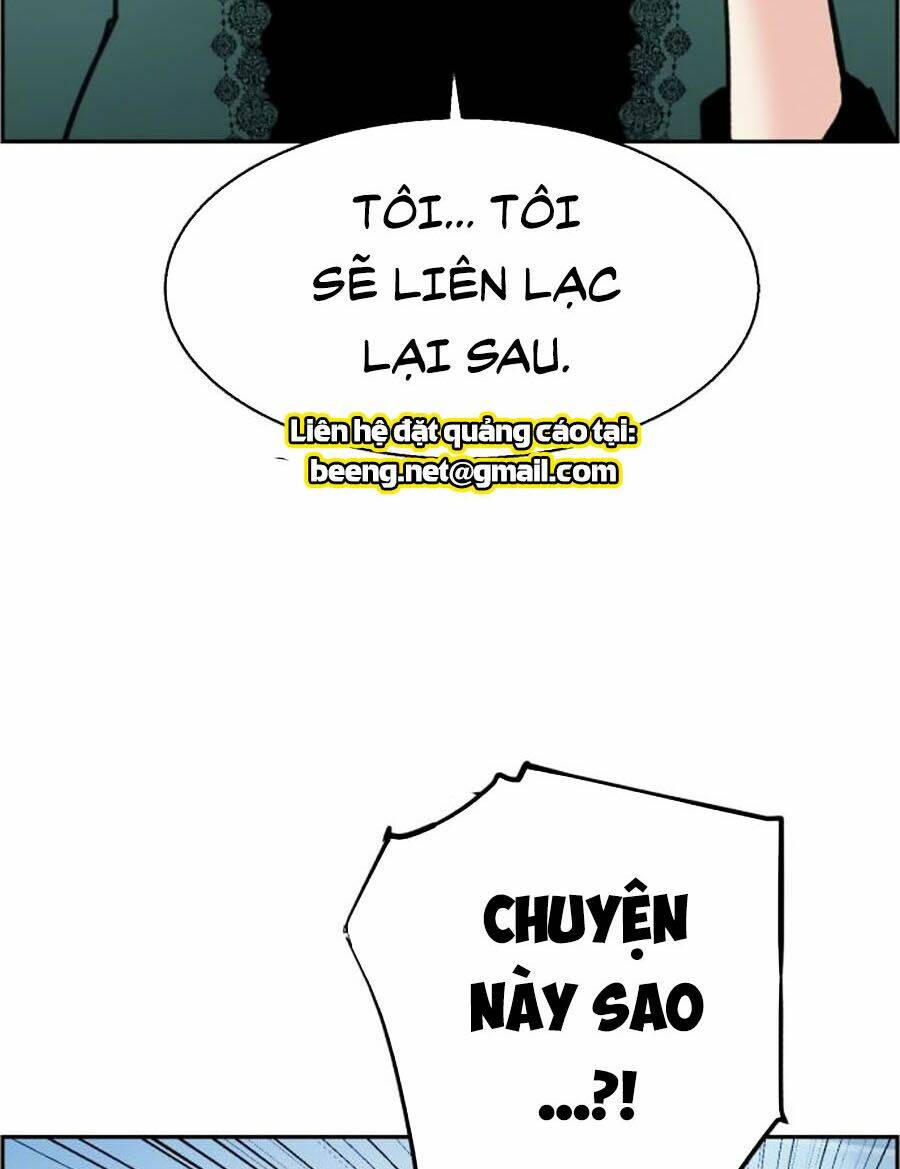 TÔI... TÔI
SẼ LIÊN LẠC
LẠI SAU.
Liên hệ đặt quảng cáo tại:
beeng.net@gmail.com
CHUYỆN
NÀY SAO
...?!